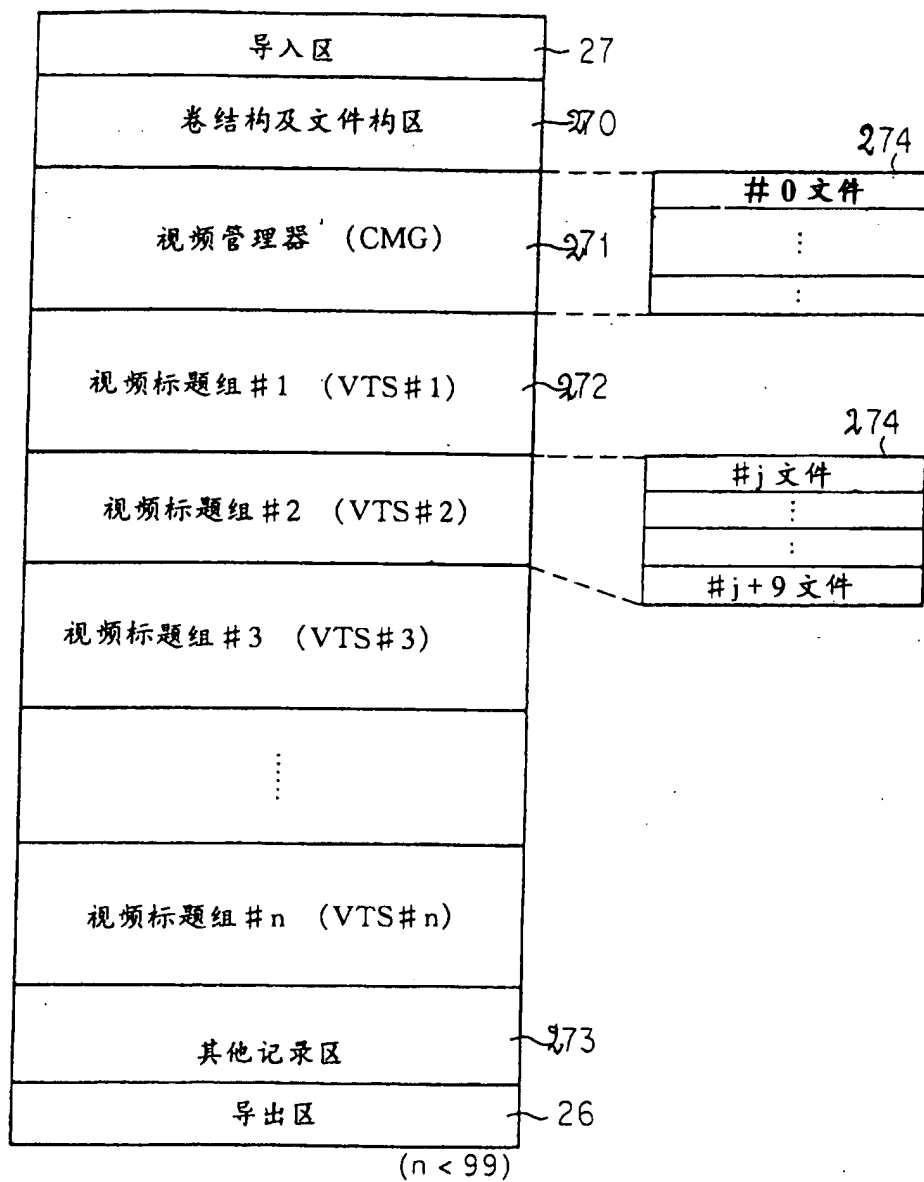 导入区
27
卷结构及文件构区
270
274
#0文件
⋮
⋮
视频管理器 (CMG)
271
视频标题组#1 (VTS#1)
272
274
#j文件
⋮
⋮
#j+9文件
视频标题组#2 (VTS#2)
视频标题组#3 (VTS#3)
⋮
视频标题组#n (VTS#n)
其他记录区
273
导出区
26
(n < 99)